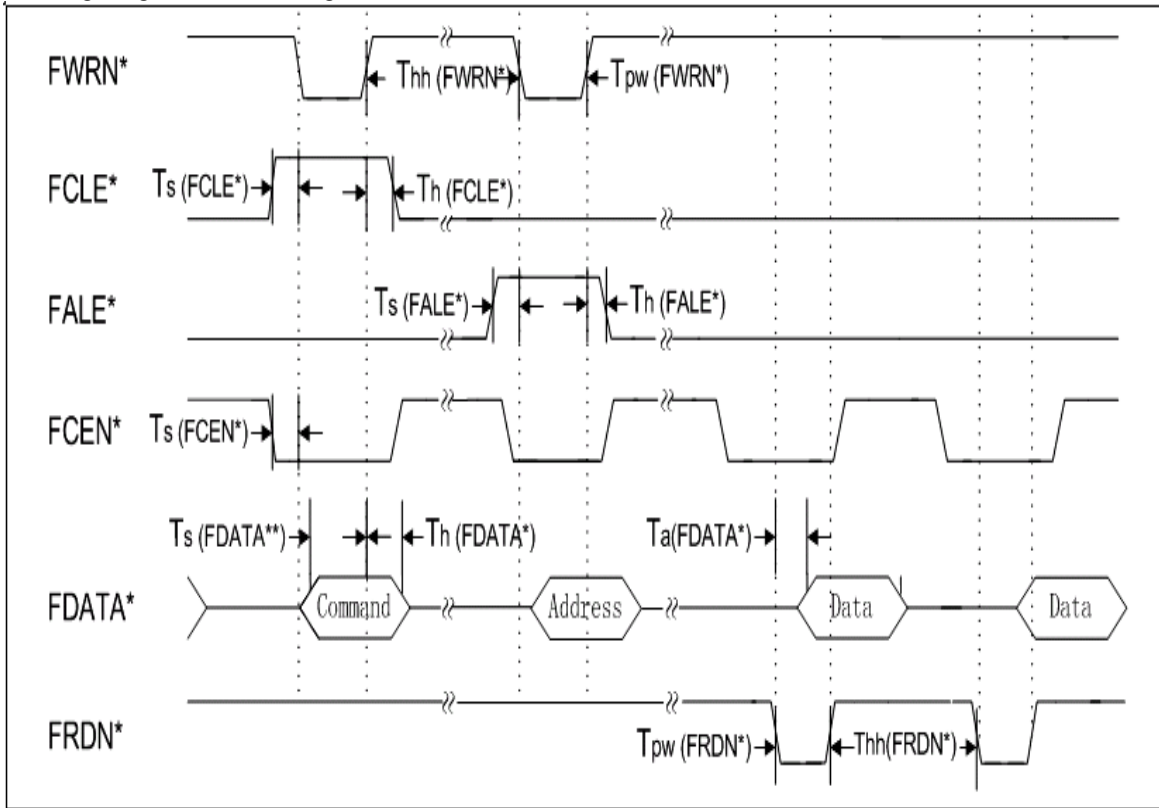 FWRN*
Thh (FWRN*)
Tpw (FWRN*)
FCLE*
Ts (FCLE*)
Th (FCLE*)
FALE*
Ts (FALE*)
Th (FALE*)
FCEN*
Ts (FCEN*)
Ts (FDATA**)
Th (FDATA*)
Ta(FDATA*)
FDATA*
Command
Address
Data
Data
FRDN*
Tpw (FRDN*)
Thh(FRDN*)